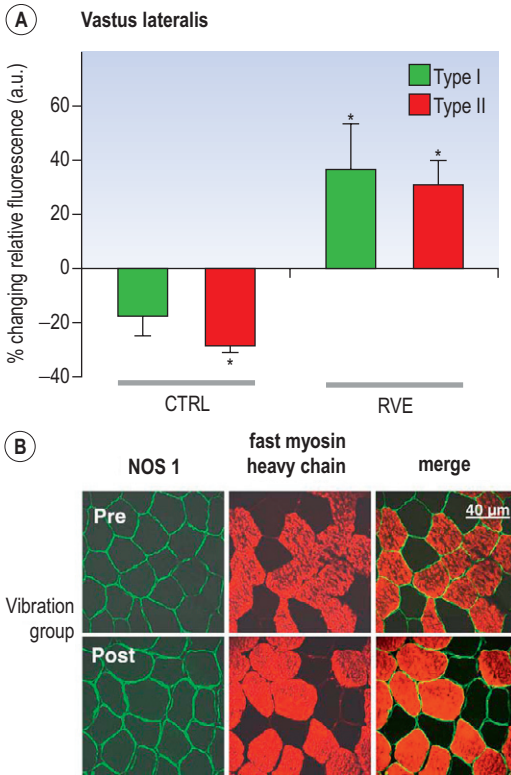 A Vastus lateralis
% changing relative fluorescence (a.u.)
Type I
Type II
60
40
20
0
–20
–40
*
*
*
CTRL
RVE
B
NOS 1
fast myosin
heavy chain
merge
Vibration
group
Pre
40 µm
Post